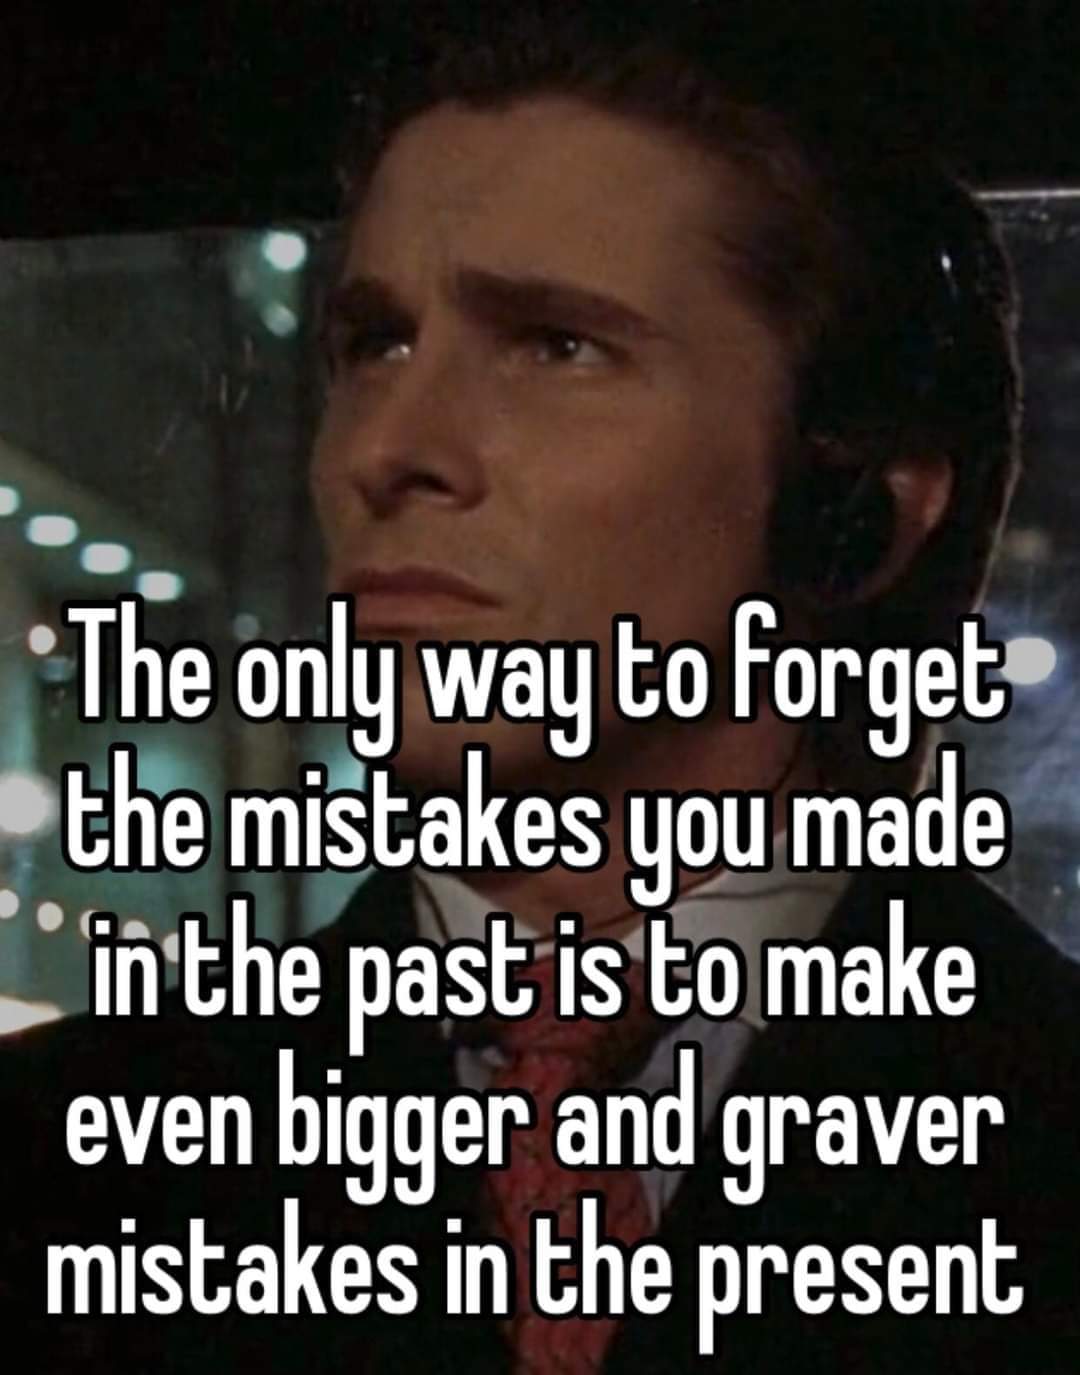 The only way to forget
the mistakes you made
in the past is to make
even bigger and graver
mistakes in the present